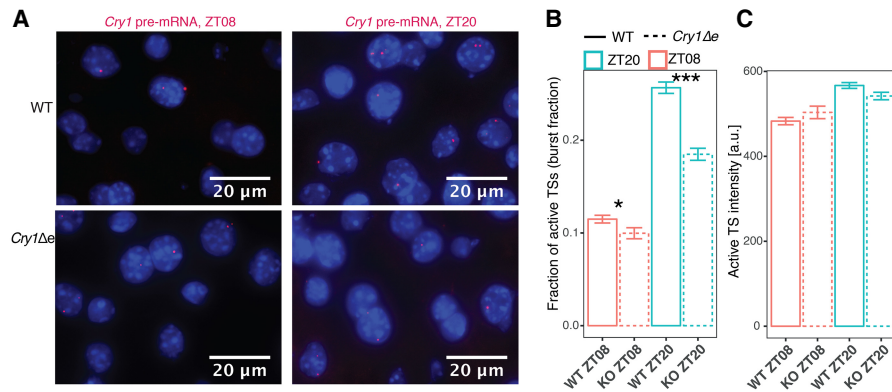 A
Cry1 pre-mRNA, ZT08
Cry1 pre-mRNA, ZT20
WT
Cry1Δe
20 µm
20 µm
20 µm
20 µm
B
WT
Cry1Δe
ZT20
ZT08
Fraction of active TSs (burst fraction)
0.2
0.1
0.0
*
***
WT ZT08
KO ZT08
WT ZT20
KO ZT20
C
Active TS intensity [a.u.]
600
400
200
0
WT ZT08
KO ZT08
WT ZT20
KO ZT20